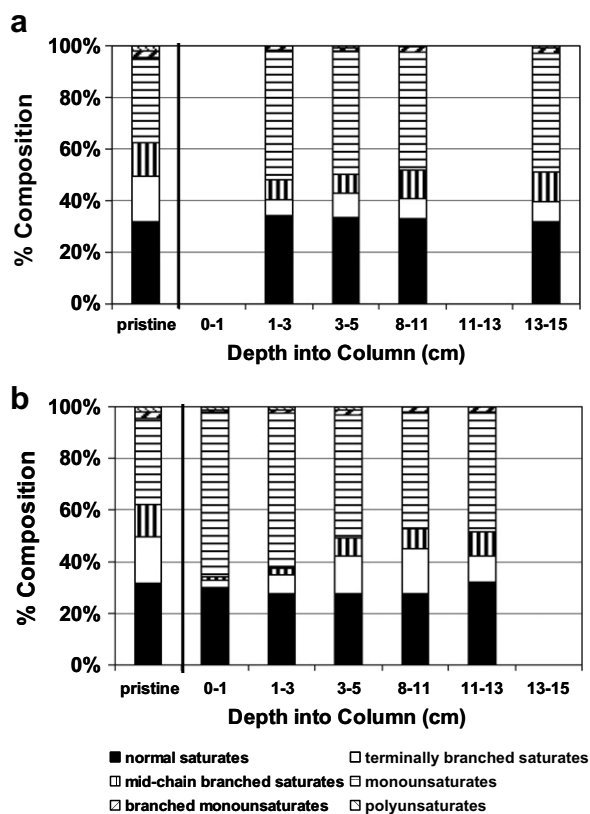 a
100%
80%
60%
40%
20%
0%
% Composition
pristine 0-1 1-3 3-5 8-11 11-13 13-15
Depth into Column (cm)
b
100%
80%
60%
40%
20%
0%
% Composition
pristine 0-1 1-3 3-5 8-11 11-13 13-15
Depth into Column (cm)
normal saturates terminally branched saturates
mid-chain branched saturates monounsaturates
branched monounsaturates polyunsaturates